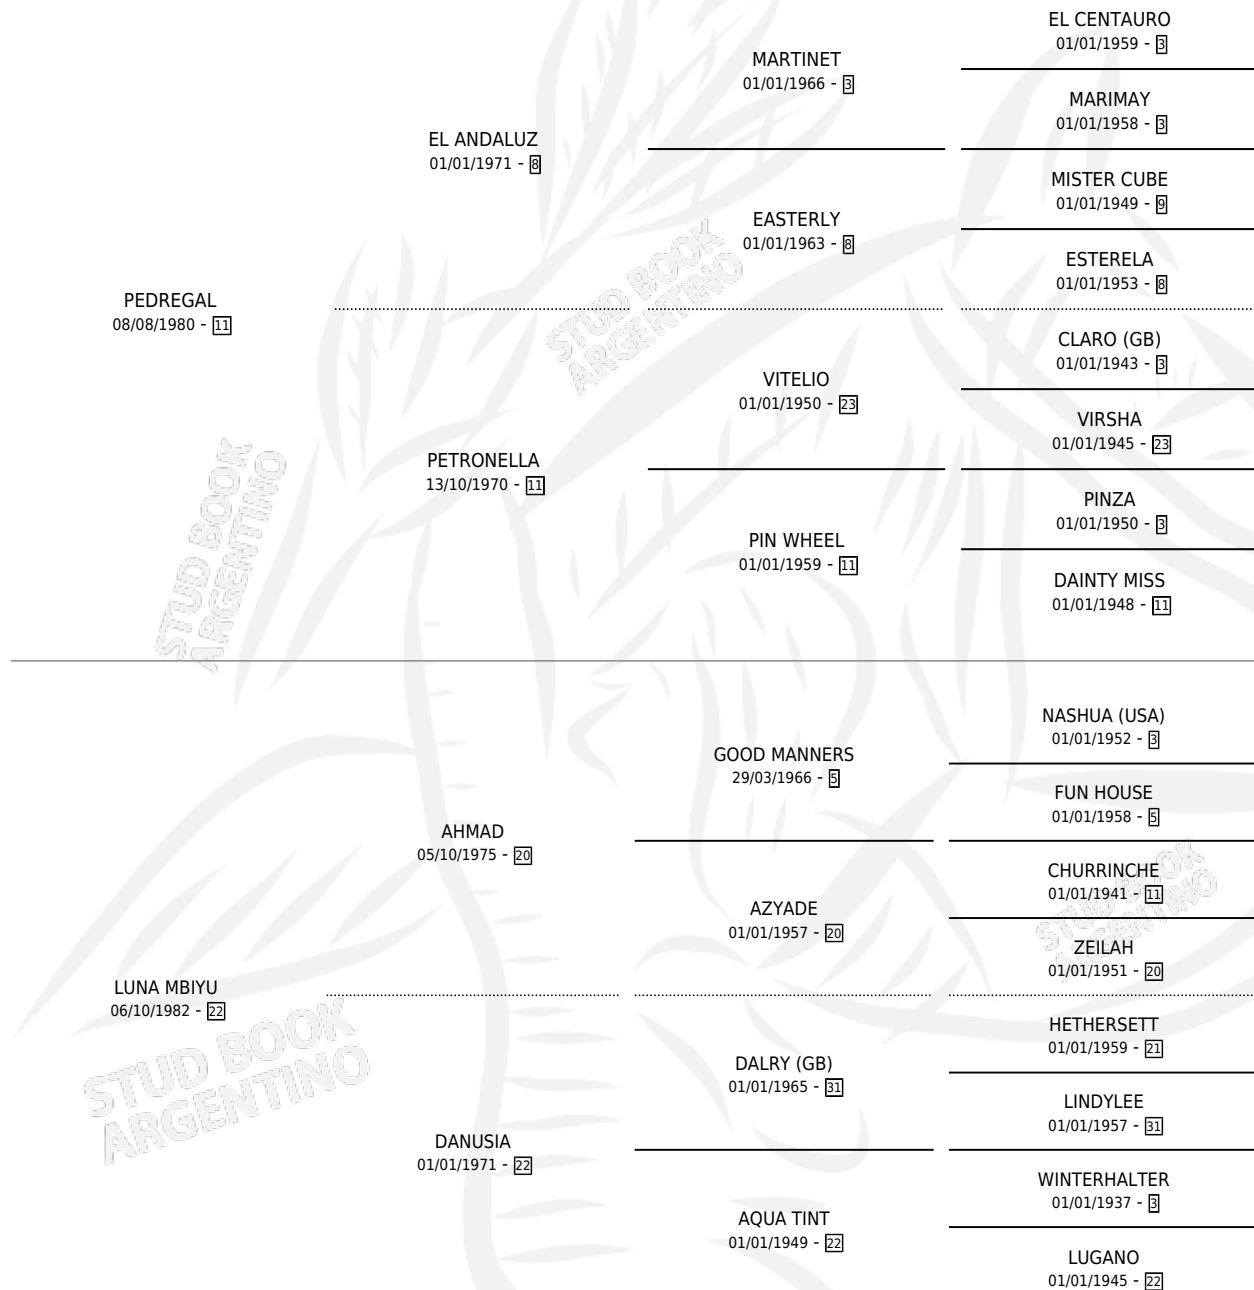 EL CENTAURO
01/01/1959 - 3
MARTINET
01/01/1966 - 3
MARIMAY
01/01/1958 - 3
EL ANDALUZ
01/01/1971 - 8
MISTER CUBE
01/01/1949 - 9
EASTERLY
01/01/1963 - 8
ESTERELA
01/01/1953 - 8
PEDREGAL
08/08/1980 - 11
CLARO (GB)
01/01/1943 - 3
VITELIO
01/01/1950 - 23
VIRSHA
01/01/1945 - 23
PETRONELLA
13/10/1970 - 11
PINZA
01/01/1950 - 3
PIN WHEEL
01/01/1959 - 11
DAINTY MISS
01/01/1948 - 11
NASHUA (USA)
01/01/1952 - 3
GOOD MANNERS
29/03/1966 - 5
FUN HOUSE
01/01/1958 - 5
AHMAD
05/10/1975 - 20
CHURRINCHE
01/01/1941 - 11
AZYADE
01/01/1957 - 20
ZEILAH
01/01/1951 - 20
LUNA MBIYU
06/10/1982 - 22
HETHERSETT
01/01/1959 - 21
DALRY (GB)
01/01/1965 - 31
LINDYLEE
01/01/1957 - 31
DANUSIA
01/01/1971 - 22
WINTERHALTER
01/01/1937 - 3
AQUA TINT
01/01/1949 - 22
LUGANO
01/01/1945 - 22
STUD BOOK
ARGENTINO
STUD BOOK
ARGENTINO
STUD BOOK
ARGENTINO
STUD BOOK
ARGENTINO